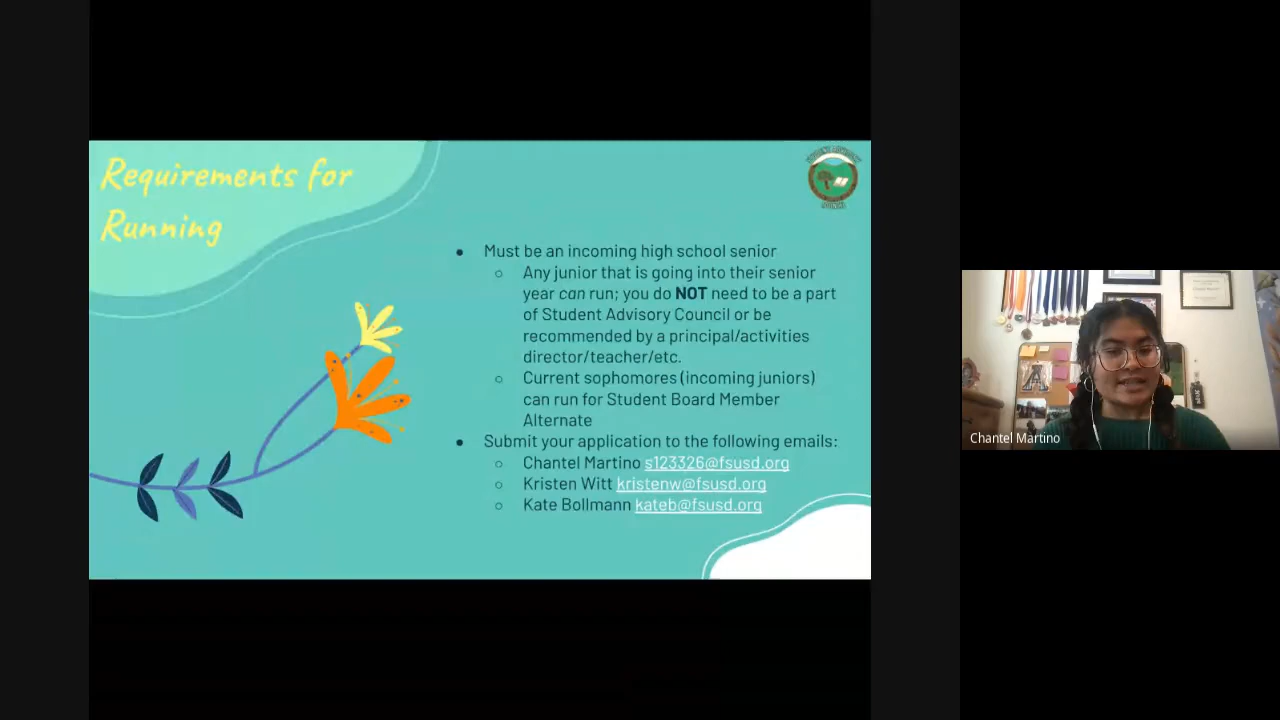 Requirements for
Running
STUDENT ADVISORY
COUNCIL
Must be an incoming high school senior
Any junior that is going into their senior
year can run; you do NOT need to be a part
of Student Advisory Council or be
recommended by a principal/activities
director/teacher/etc.
Current sophomores (incoming juniors)
can run for Student Board Member
Alternate
Submit your application to the following emails:
Chantel Martino s123326@fsusd.org
Kristen Witt kristenw@fsusd.org
Kate Bollmann kateb@fsusd.org
A
Chantel Martino